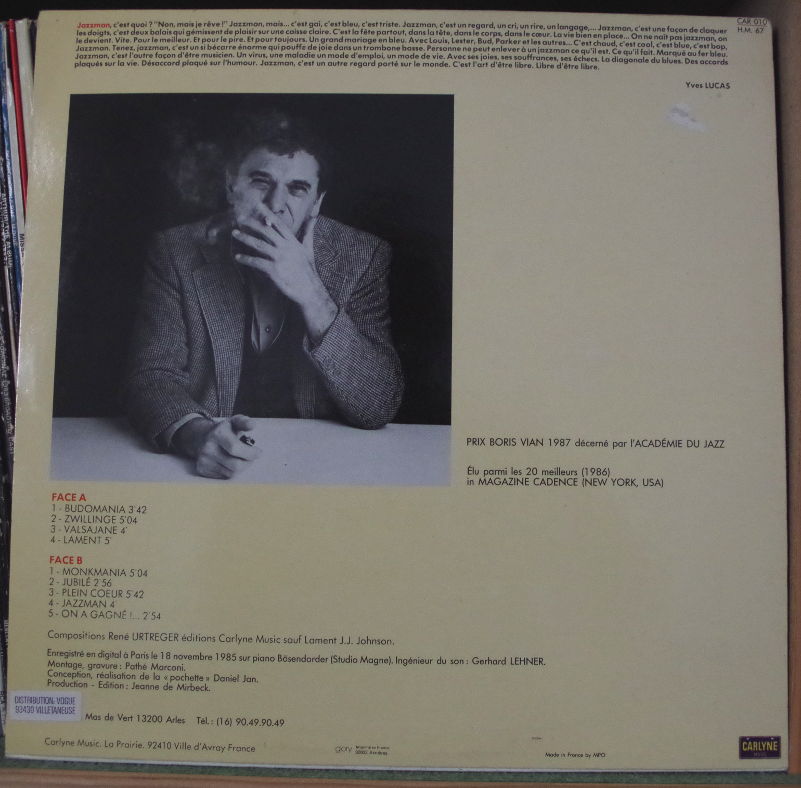 Jazzman, c'est quoi ? "Non, mais je rêve !" Jazzman, mais... c'est gai, c'est bleu, c'est triste. Jazzman, c'est un regard, un cri, un rire, un langage,... Jazzman, c'est une façon de claquer
les doigts, c'est deux balais qui gémissent de plaisir sur une caisse claire. C'est la fête partout, dans la tête, dans le corps, dans le cœur. La vie bien en place... On ne naît pas jazzman, on
le devient. Vite. Pour le meilleur. Et pour le pire. Et pour toujours. Un grand mariage en bleu. Avec Louis, Lester, Bud, Parker et les autres... C'est chaud, c'est cool, c'est blue, c'est bop,
Jazzman. Tenez, jazzman, c'est un si bécarre énorme qui pouffe de joie dans un trombone basse. Personne ne peut enlever à un jazzman ce qu'il est. Ce qu'il fait. Marqué au fer bleu.
Jazzman, c'est l'autre façon d'être musicien. Un virus, une maladie un mode d'emploi, un mode de vie. Avec ses joies, ses souffrances, ses échecs. La diagonale du blues. Des accords
plaqués sur la vie. Désaccord plaqué sur l'humour. Jazzman, c'est un autre regard porté sur le monde. C'est l'art d'être libre. Libre d'être libre.
CAR 010
H.M. 67
Yves LUCAS
PRIX BORIS VIAN 1987 décerné par l'ACADÉMIE DU JAZZ
Élu parmi les 20 meilleurs (1986)
in MAGAZINE CADENCE (NEW YORK, USA)
FACE A
1 - BUDOMANIA 3'42
2 - ZWILLINGE 5'04
3 - VALSAJANE 4'
4 - LAMENT 5'
FACE B
1 - MONKMANIA 5'04
2 - JUBILÉ 2'56
3 - PLEIN COEUR 5'42
4 - JAZZMAN 4'
5 - ON A GAGNÉ !... 2'54
Compositions René URTREGER éditions Carlyne Music sauf Lament J.J. Johnson.
Enregistré en digital à Paris le 18 novembre 1985 sur piano Bösendorder (Studio Magne). Ingénieur du son : Gerhard LEHNER.
Montage, gravure : Pathé Marconi.
Conception, réalisation de la « pochette » Daniel Jan.
Production - Edition : Jeanne de Mirbeck.
DISTRIBUTION: VOGUE
93430 VILLETANEUSE
Mas de Vert 13200 Arles Tél. : (16) 90.49.90.49
Carlyne Music. La Prairie. 92410 Ville d'Avray France
Made in France by MPO
CARLYNE
MUSIC